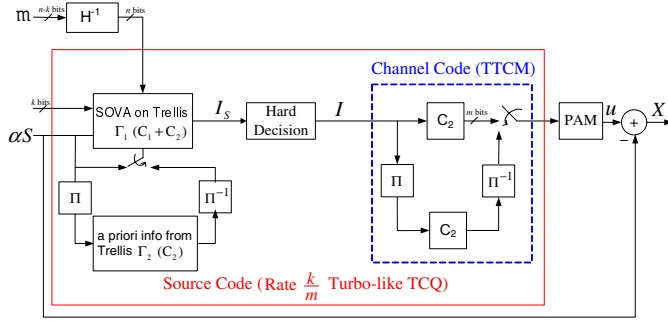 m
n-k bits
H⁻¹
n bits
k bits
αS
SOVA on Trellis
Γ₁ (C₁ + C₂)
I_S
Hard
Decision
I
Channel Code (TTCM)
C₂
m bits
Π
Π⁻¹
C₂
PAM
u
+
−
X
Π
Π⁻¹
a priori info from
Trellis Γ₂ (C₂)
Source Code (Rate k/m Turbo-like TCQ)